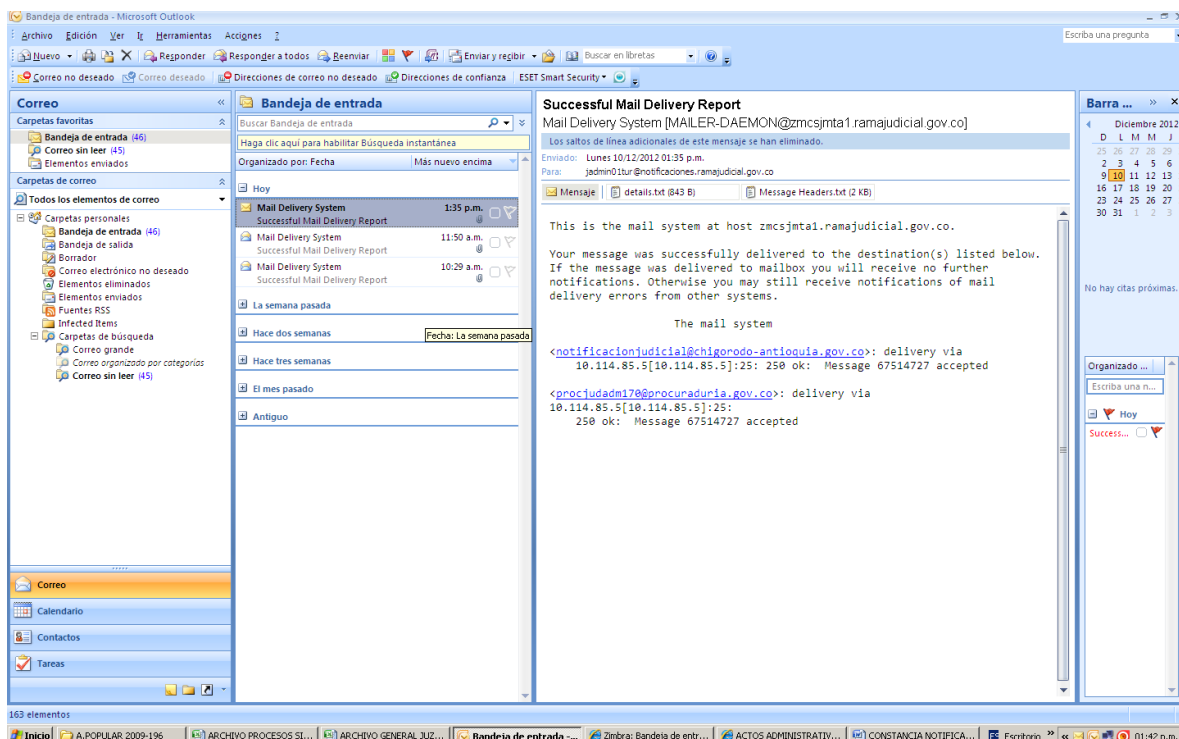 Bandeja de entrada - Microsoft Outlook
Archivo Edición Ver Ir Herramientas Acciones ?
Escriba una pregunta
Nuevo Responder Responder a todos Reenviar Enviar y recibir Buscar en libretas
Correo no deseado Correo deseado Direcciones de correo no deseado Direcciones de confianza ESET Smart Security
Correo
Carpetas favoritas
Bandeja de entrada (46)
Correo sin leer (45)
Elementos enviados
Carpetas de correo
Todos los elementos de correo
Carpetas personales
Bandeja de entrada (46)
Bandeja de salida
Borrador
Correo electrónico no deseado
Elementos eliminados
Elementos enviados
Fuentes RSS
Infected Items
Carpetas de búsqueda
Correo grande
Correo organizado por categorías
Correo sin leer (45)
Correo
Calendario
Contactos
Tareas
Bandeja de entrada
Buscar Bandeja de entrada
Haga clic aquí para habilitar Búsqueda instantánea
Organizado por: Fecha Más nuevo encima
Hoy
Mail Delivery System 1:35 p.m.
Successful Mail Delivery Report
Mail Delivery System 11:50 a.m.
Successful Mail Delivery Report
Mail Delivery System 10:29 a.m.
Successful Mail Delivery Report
La semana pasada
Hace dos semanas
Fecha: La semana pasada
Hace tres semanas
El mes pasado
Antiguo
Successful Mail Delivery Report
Mail Delivery System [MAILER-DAEMON@zmcsjmta1.ramajudicial.gov.co]
Los saltos de línea adicionales de este mensaje se han eliminado.
Enviado: Lunes 10/12/2012 01:35 p.m.
Para: jadmin01tur@notificaciones.ramajudicial.gov.co
Mensaje details.txt (843 B) Message Headers.txt (2 KB)
This is the mail system at host zmcsjmta1.ramajudicial.gov.co.
Your message was successfully delivered to the destination(s) listed below.
If the message was delivered to mailbox you will receive no further
notifications. Otherwise you may still receive notifications of mail
delivery errors from other systems.
The mail system
<notificacionjudicial@chigorodo-antioquia.gov.co>: delivery via
10.114.85.5[10.114.85.5]:25: 250 ok: Message 67514727 accepted
<procjudadm170@procuraduria.gov.co>: delivery via
10.114.85.5[10.114.85.5]:25:
250 ok: Message 67514727 accepted
Barra ...
Diciembre 2012
D L M M J
25 26 27 28 29
2 3 4 5 6
9 10 11 12 13
16 17 18 19 20
23 24 25 26 27
30 31 1 2 3
No hay citas próximas.
Organizado ...
Escriba una n...
Hoy
Success...
163 elementos
Inicio A.POPULAR 2009-196 ARCHIVO PROCESOS SI... ARCHIVO GENERAL JUZ... Bandeja de entrada -... Zimbra: Bandeja de entr... ACTOS ADMINISTRATIV... CONSTANCIA NOTIFICA... ES Escritorio 01:42 p.m.